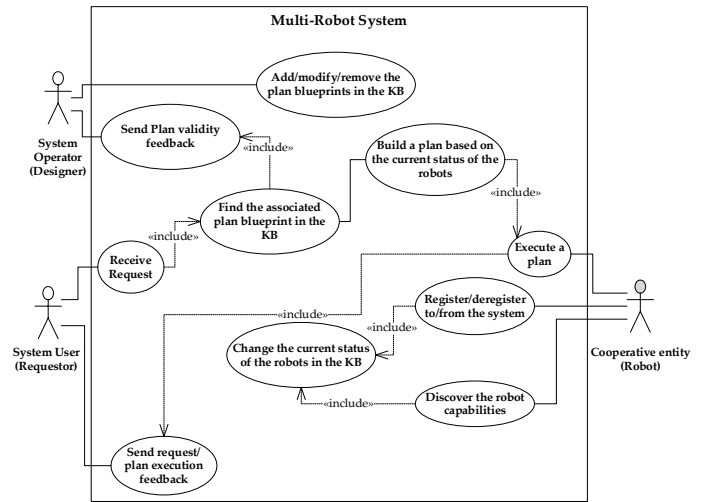 Multi-Robot System
Add/modify/remove the
plan blueprints in the KB
System
Operator
(Designer)
Send Plan validity
feedback
«include»
Build a plan based on
the current status of the
robots
«include»
Find the associated
plan blueprint in the
KB
«include»
Receive
Request
Execute a
plan
System User
(Requestor)
«include»
Register/deregister
to/from the system
«include»
Change the current status
of the robots in the KB
Cooperative entity
(Robot)
Discover the robot
capabilities
«include»
Send request/
plan execution
feedback